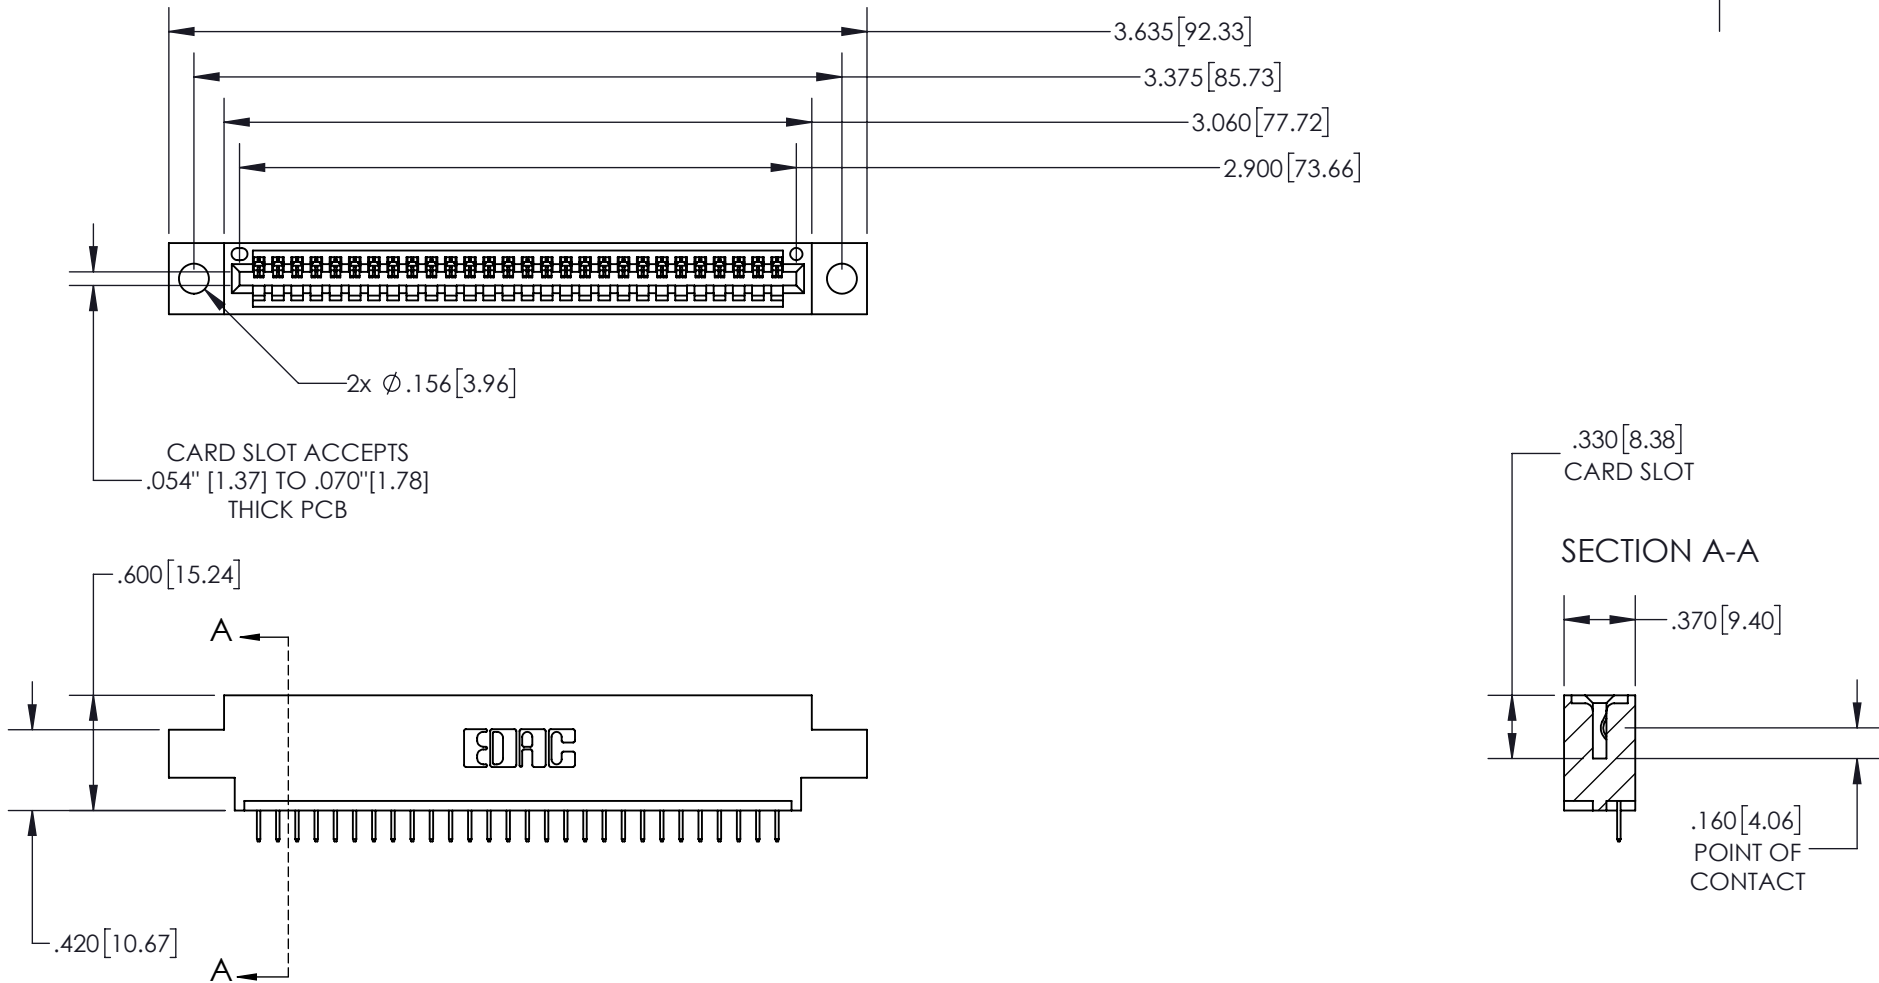 3.635[92.33]
3.375[85.73]
3.060[77.72]
2.900[73.66]
2x ⌀.156[3.96]
CARD SLOT ACCEPTS
.054" [1.37] TO .070"[1.78]
THICK PCB
.330[8.38]
CARD SLOT
SECTION A-A
.600[15.24]
.370[9.40]
A
EDAC
.160[4.06]
POINT OF
CONTACT
.420[10.67]
A